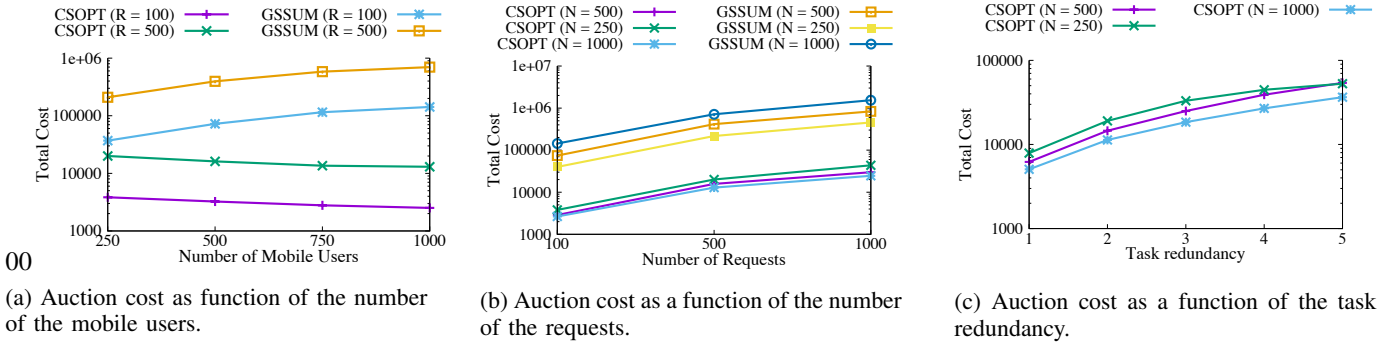 CSOPT (R = 100)
GSSUM (R = 100)
CSOPT (R = 500)
GSSUM (R = 500)
1e+06
100000
10000
1000
Total Cost
250
500
750
1000
Number of Mobile Users
00
(a) Auction cost as function of the number
of the mobile users.
CSOPT (N = 500)
GSSUM (N = 500)
CSOPT (N = 250)
GSSUM (N = 250)
CSOPT (N = 1000)
GSSUM (N = 1000)
1e+07
1e+06
100000
10000
1000
Total Cost
100
500
1000
Number of Requests
(b) Auction cost as a function of the number
of the requests.
CSOPT (N = 500)
CSOPT (N = 1000)
CSOPT (N = 250)
100000
10000
1000
Total Cost
1
2
3
4
5
Task redundancy
(c) Auction cost as a function of the task
redundancy.